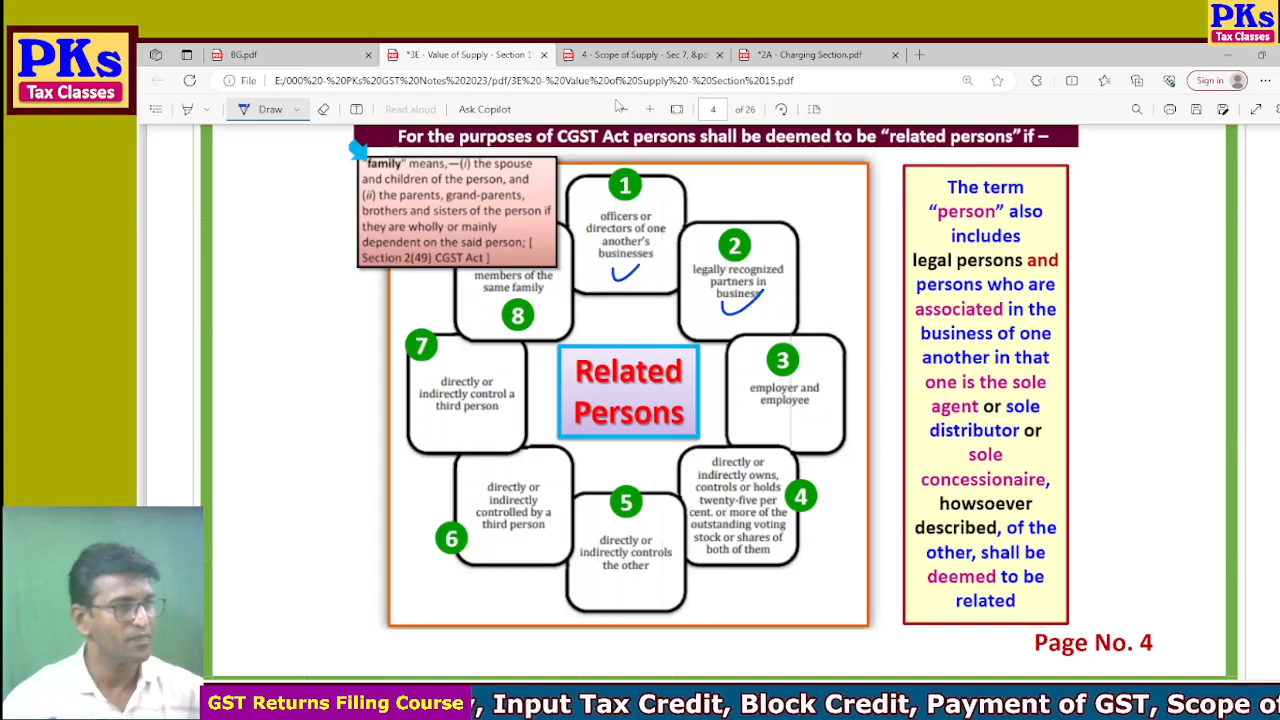 PKs
Tax Classes
PKs
Tax Classes
BG.pdf
*3E - Value of Supply - Section 1
4 - Scope of Supply - Sec 7, 8.pdf
*2A - Charging Section.pdf
File
E:/000%20-%20PKs%20GST%20Notes%202023/pdf/3E%20-%20Value%20of%20Supply%20-%20Section%2015.pdf
Sign in
Draw
Read aloud
Ask Copilot
4 of 26
For the purposes of CGST Act persons shall be deemed to be “related persons” if –
“family” means,—(i) the spouse
and children of the person, and
(ii) the parents, grand-parents,
brothers and sisters of the person if
they are wholly or mainly
dependent on the said person; [
Section 2(49) CGST Act ]
1
officers or
directors of one
another's
businesses
2
legally recognized
partners in
business
3
employer and
employee
directly or
indirectly owns,
controls or holds
twenty-five per
cent. or more of the
outstanding voting
stock or shares of
both of them
4
5
directly or
indirectly controls
the other
directly or
indirectly
controlled by a
third person
6
7
directly or
indirectly control a
third person
members of the
same family
8
Related
Persons
The term
“person” also
includes
legal persons and
persons who are
associated in the
business of one
another in that
one is the sole
agent or sole
distributor or
sole
concessionaire,
howsoever
described, of the
other, shall be
deemed to be
related
Page No. 4
GST Returns Filing Course
, Input Tax Credit, Block Credit, Payment of GST, Scope o